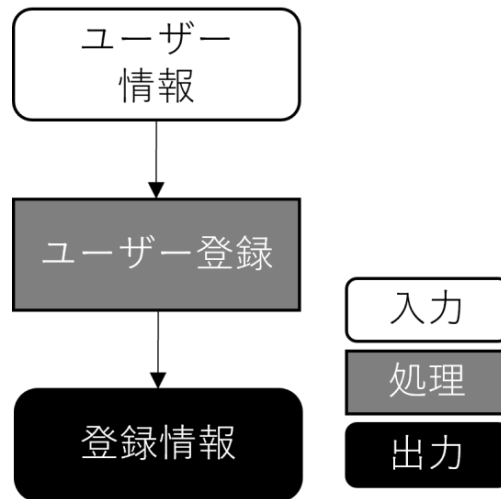 ユーザー
情報
ユーザー登録
登録情報
入力
処理
出力